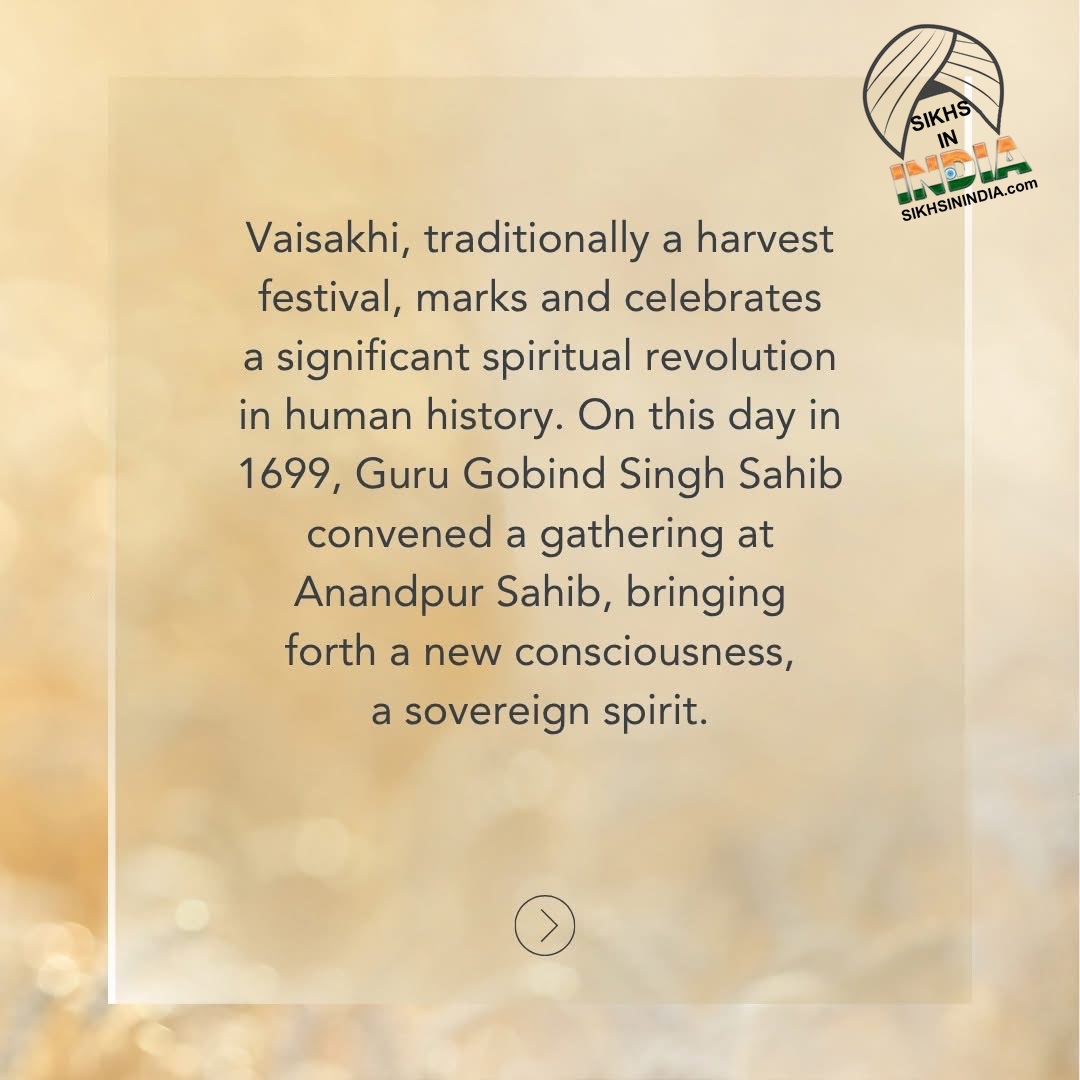 SIKHS
IN
INDIA
SIKHSININDIA.com
Vaisakhi, traditionally a harvest
festival, marks and celebrates
a significant spiritual revolution
in human history. On this day in
1699, Guru Gobind Singh Sahib
convened a gathering at
Anandpur Sahib, bringing
forth a new consciousness,
a sovereign spirit.